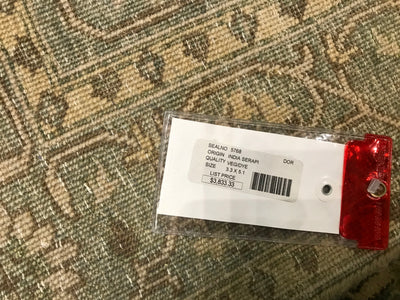 SEALNO 5768
ORIGIN INDIA SERAPI DOR
QUALITY VEG/DYE
SIZE 3.3 X 5.1
LIST PRICE
$3,833.33